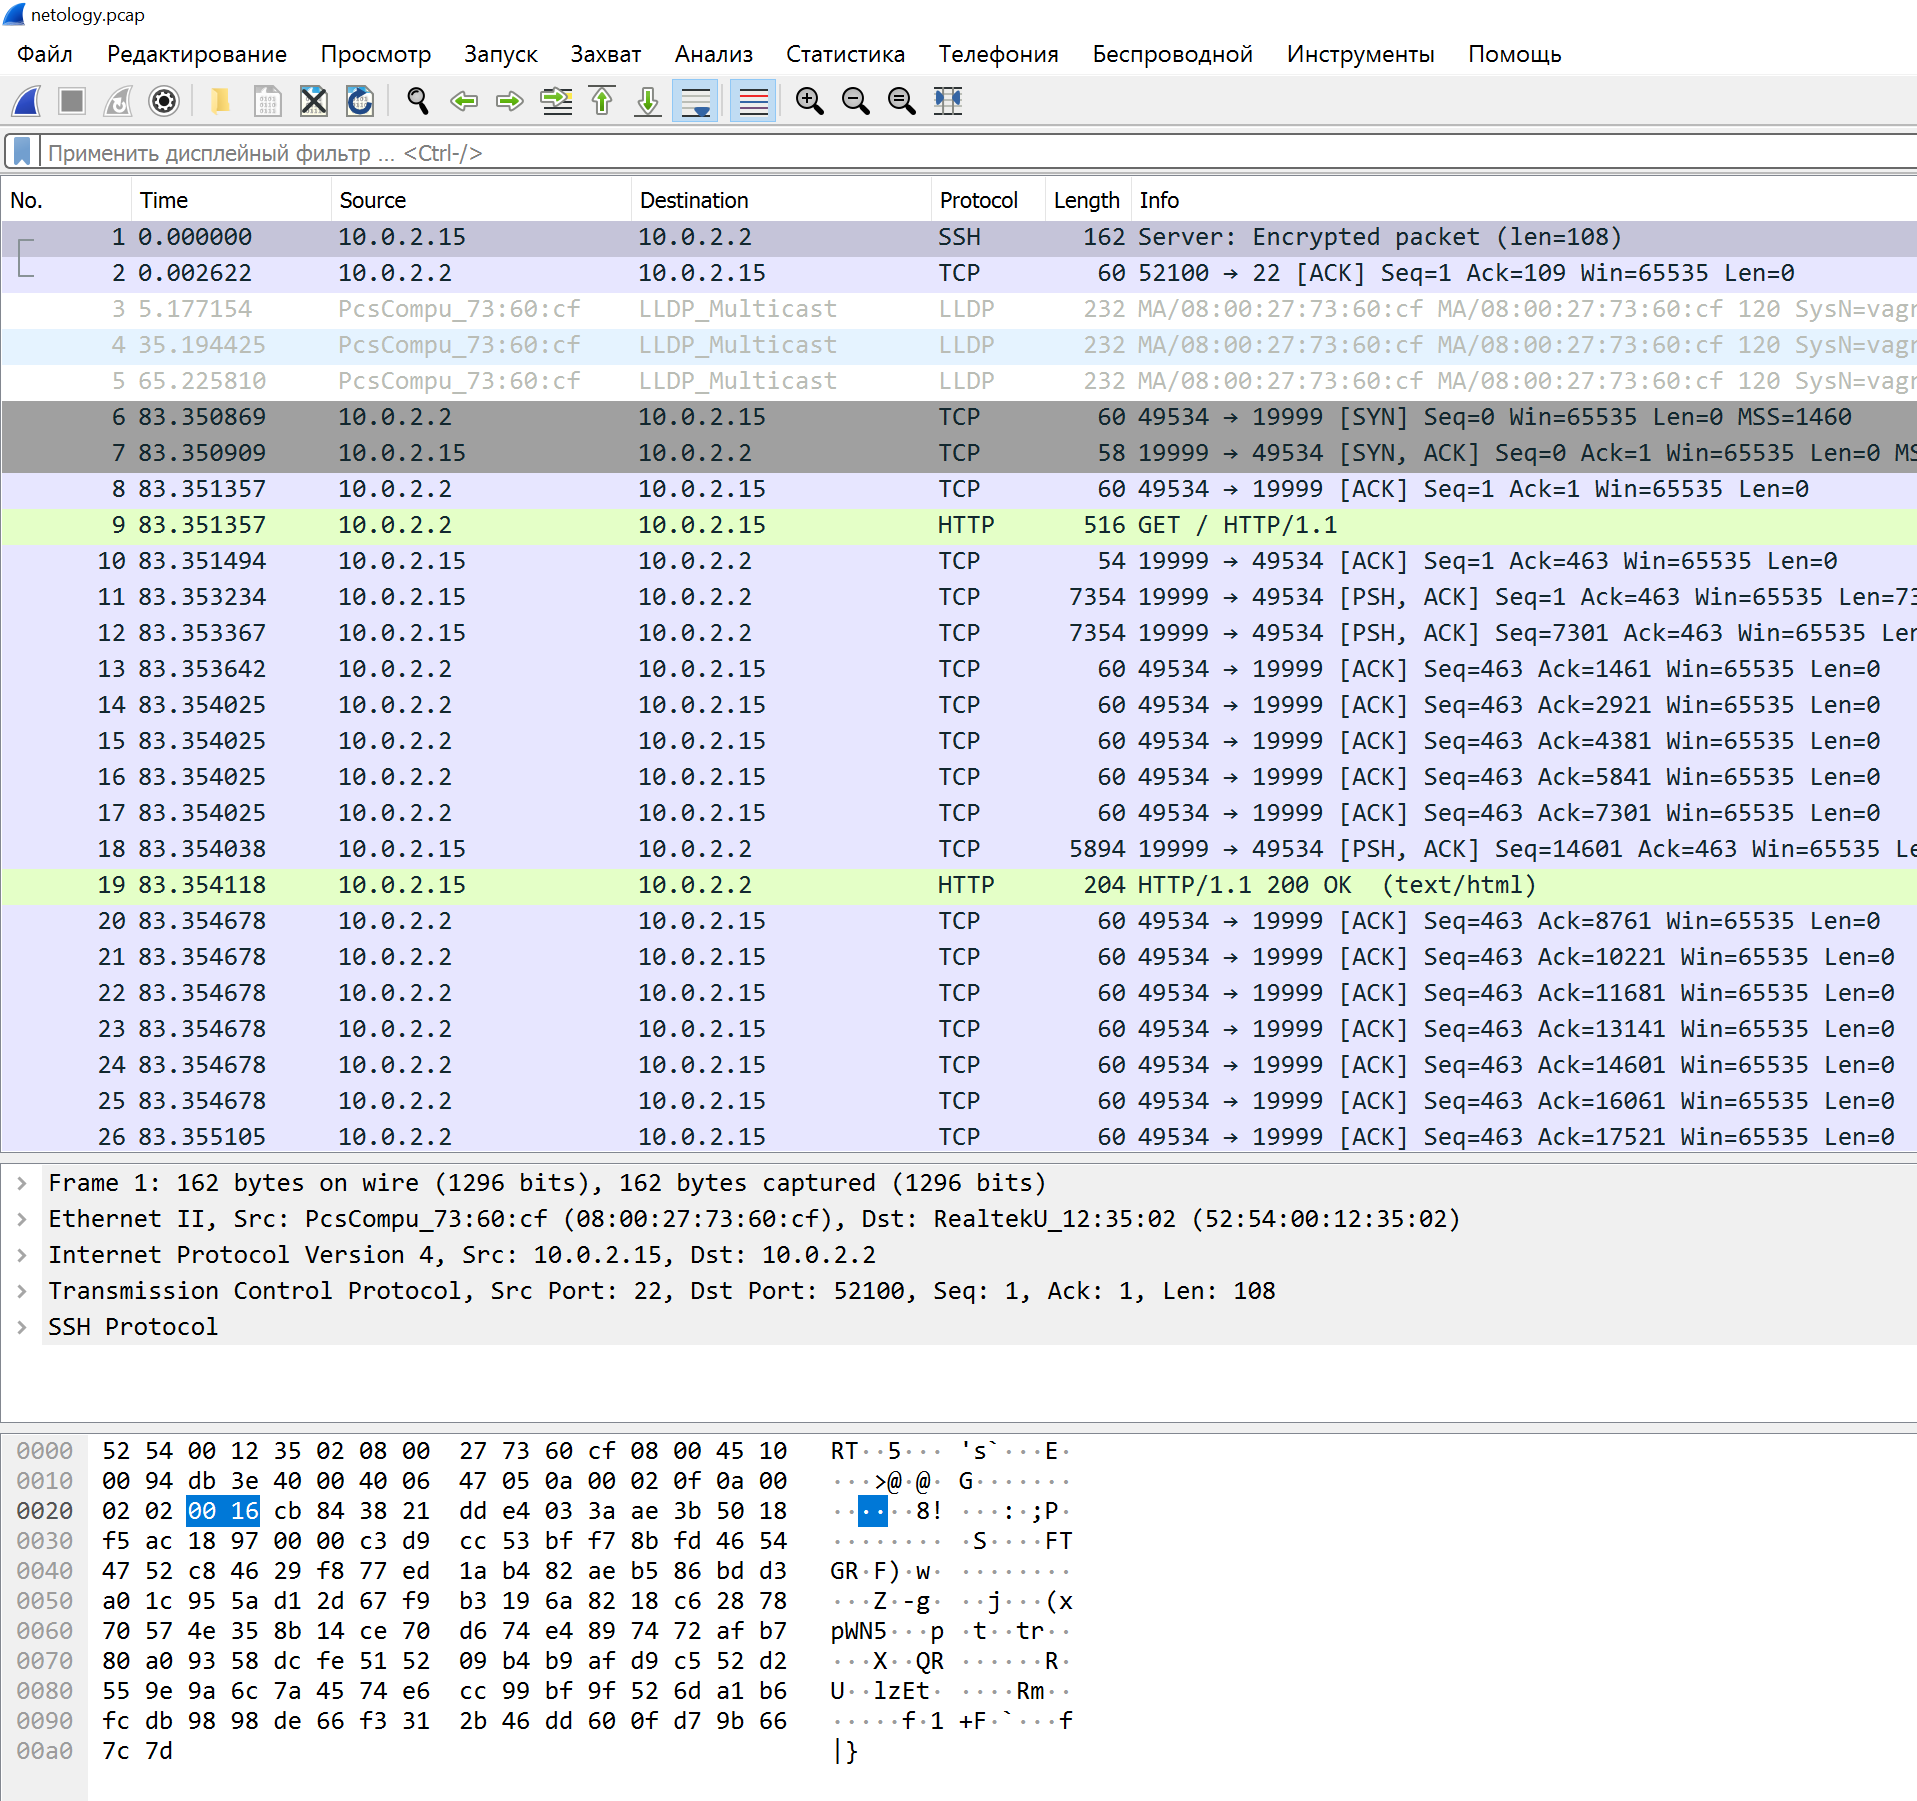 netology.pcap
Файл Редактирование Просмотр Запуск Захват Анализ Статистика Телефония Беспроводной Инструменты Помощь
Применить дисплейный фильтр ... <Ctrl-/>
No. Time Source Destination Protocol Length Info
1 0.000000 10.0.2.15 10.0.2.2 SSH 162 Server: Encrypted packet (len=108)
2 0.002622 10.0.2.2 10.0.2.15 TCP 60 52100 → 22 [ACK] Seq=1 Ack=109 Win=65535 Len=0
3 5.177154 PcsCompu_73:60:cf LLDP_Multicast LLDP 232 MA/08:00:27:73:60:cf MA/08:00:27:73:60:cf 120 SysN=vagr
4 35.194425 PcsCompu_73:60:cf LLDP_Multicast LLDP 232 MA/08:00:27:73:60:cf MA/08:00:27:73:60:cf 120 SysN=vagr
5 65.225810 PcsCompu_73:60:cf LLDP_Multicast LLDP 232 MA/08:00:27:73:60:cf MA/08:00:27:73:60:cf 120 SysN=vagr
6 83.350869 10.0.2.2 10.0.2.15 TCP 60 49534 → 19999 [SYN] Seq=0 Win=65535 Len=0 MSS=1460
7 83.350909 10.0.2.15 10.0.2.2 TCP 58 19999 → 49534 [SYN, ACK] Seq=0 Ack=1 Win=65535 Len=0 MS
8 83.351357 10.0.2.2 10.0.2.15 TCP 60 49534 → 19999 [ACK] Seq=1 Ack=1 Win=65535 Len=0
9 83.351357 10.0.2.2 10.0.2.15 HTTP 516 GET / HTTP/1.1
10 83.351494 10.0.2.15 10.0.2.2 TCP 54 19999 → 49534 [ACK] Seq=1 Ack=463 Win=65535 Len=0
11 83.353234 10.0.2.15 10.0.2.2 TCP 7354 19999 → 49534 [PSH, ACK] Seq=1 Ack=463 Win=65535 Len=73
12 83.353367 10.0.2.15 10.0.2.2 TCP 7354 19999 → 49534 [PSH, ACK] Seq=7301 Ack=463 Win=65535 Len
13 83.353642 10.0.2.2 10.0.2.15 TCP 60 49534 → 19999 [ACK] Seq=463 Ack=1461 Win=65535 Len=0
14 83.354025 10.0.2.2 10.0.2.15 TCP 60 49534 → 19999 [ACK] Seq=463 Ack=2921 Win=65535 Len=0
15 83.354025 10.0.2.2 10.0.2.15 TCP 60 49534 → 19999 [ACK] Seq=463 Ack=4381 Win=65535 Len=0
16 83.354025 10.0.2.2 10.0.2.15 TCP 60 49534 → 19999 [ACK] Seq=463 Ack=5841 Win=65535 Len=0
17 83.354025 10.0.2.2 10.0.2.15 TCP 60 49534 → 19999 [ACK] Seq=463 Ack=7301 Win=65535 Len=0
18 83.354038 10.0.2.15 10.0.2.2 TCP 5894 19999 → 49534 [PSH, ACK] Seq=14601 Ack=463 Win=65535 Le
19 83.354118 10.0.2.15 10.0.2.2 HTTP 204 HTTP/1.1 200 OK  (text/html)
20 83.354678 10.0.2.2 10.0.2.15 TCP 60 49534 → 19999 [ACK] Seq=463 Ack=8761 Win=65535 Len=0
21 83.354678 10.0.2.2 10.0.2.15 TCP 60 49534 → 19999 [ACK] Seq=463 Ack=10221 Win=65535 Len=0
22 83.354678 10.0.2.2 10.0.2.15 TCP 60 49534 → 19999 [ACK] Seq=463 Ack=11681 Win=65535 Len=0
23 83.354678 10.0.2.2 10.0.2.15 TCP 60 49534 → 19999 [ACK] Seq=463 Ack=13141 Win=65535 Len=0
24 83.354678 10.0.2.2 10.0.2.15 TCP 60 49534 → 19999 [ACK] Seq=463 Ack=14601 Win=65535 Len=0
25 83.354678 10.0.2.2 10.0.2.15 TCP 60 49534 → 19999 [ACK] Seq=463 Ack=16061 Win=65535 Len=0
26 83.355105 10.0.2.2 10.0.2.15 TCP 60 49534 → 19999 [ACK] Seq=463 Ack=17521 Win=65535 Len=0
Frame 1: 162 bytes on wire (1296 bits), 162 bytes captured (1296 bits)
Ethernet II, Src: PcsCompu_73:60:cf (08:00:27:73:60:cf), Dst: RealtekU_12:35:02 (52:54:00:12:35:02)
Internet Protocol Version 4, Src: 10.0.2.15, Dst: 10.0.2.2
Transmission Control Protocol, Src Port: 22, Dst Port: 52100, Seq: 1, Ack: 1, Len: 108
SSH Protocol
0000 52 54 00 12 35 02 08 00 27 73 60 cf 08 00 45 10 RT··5··· 's`···E·
0010 00 94 db 3e 40 00 40 06 47 05 0a 00 02 0f 0a 00 ···>@·@· G·······
0020 02 02 00 16 cb 84 38 21 dd e4 03 3a ae 3b 50 18 ······8! ···:·;P·
0030 f5 ac 18 97 00 00 c3 d9 cc 53 bf f7 8b fd 46 54 ········ ·S····FT
0040 47 52 c8 46 29 f8 77 ed 1a b4 82 ae b5 86 bd d3 GR·F)·w· ········
0050 a0 1c 95 5a d1 2d 67 f9 b3 19 6a 82 18 c6 28 78 ···Z·-g· ··j···(x
0060 70 57 4e 35 8b 14 ce 70 d6 74 e4 89 74 72 af b7 pWN5···p ·t··tr··
0070 80 a0 93 58 dc fe 51 52 09 b4 b9 af d9 c5 52 d2 ···X··QR ······R·
0080 55 9e 9a 6c 7a 45 74 e6 cc 99 bf 9f 52 6d a1 b6 U··lzEt· ····Rm··
0090 fc db 98 98 de 66 f3 31 2b 46 dd 60 0f d7 9b 66 ·····f·1 +F·`···f
00a0 7c 7d |}